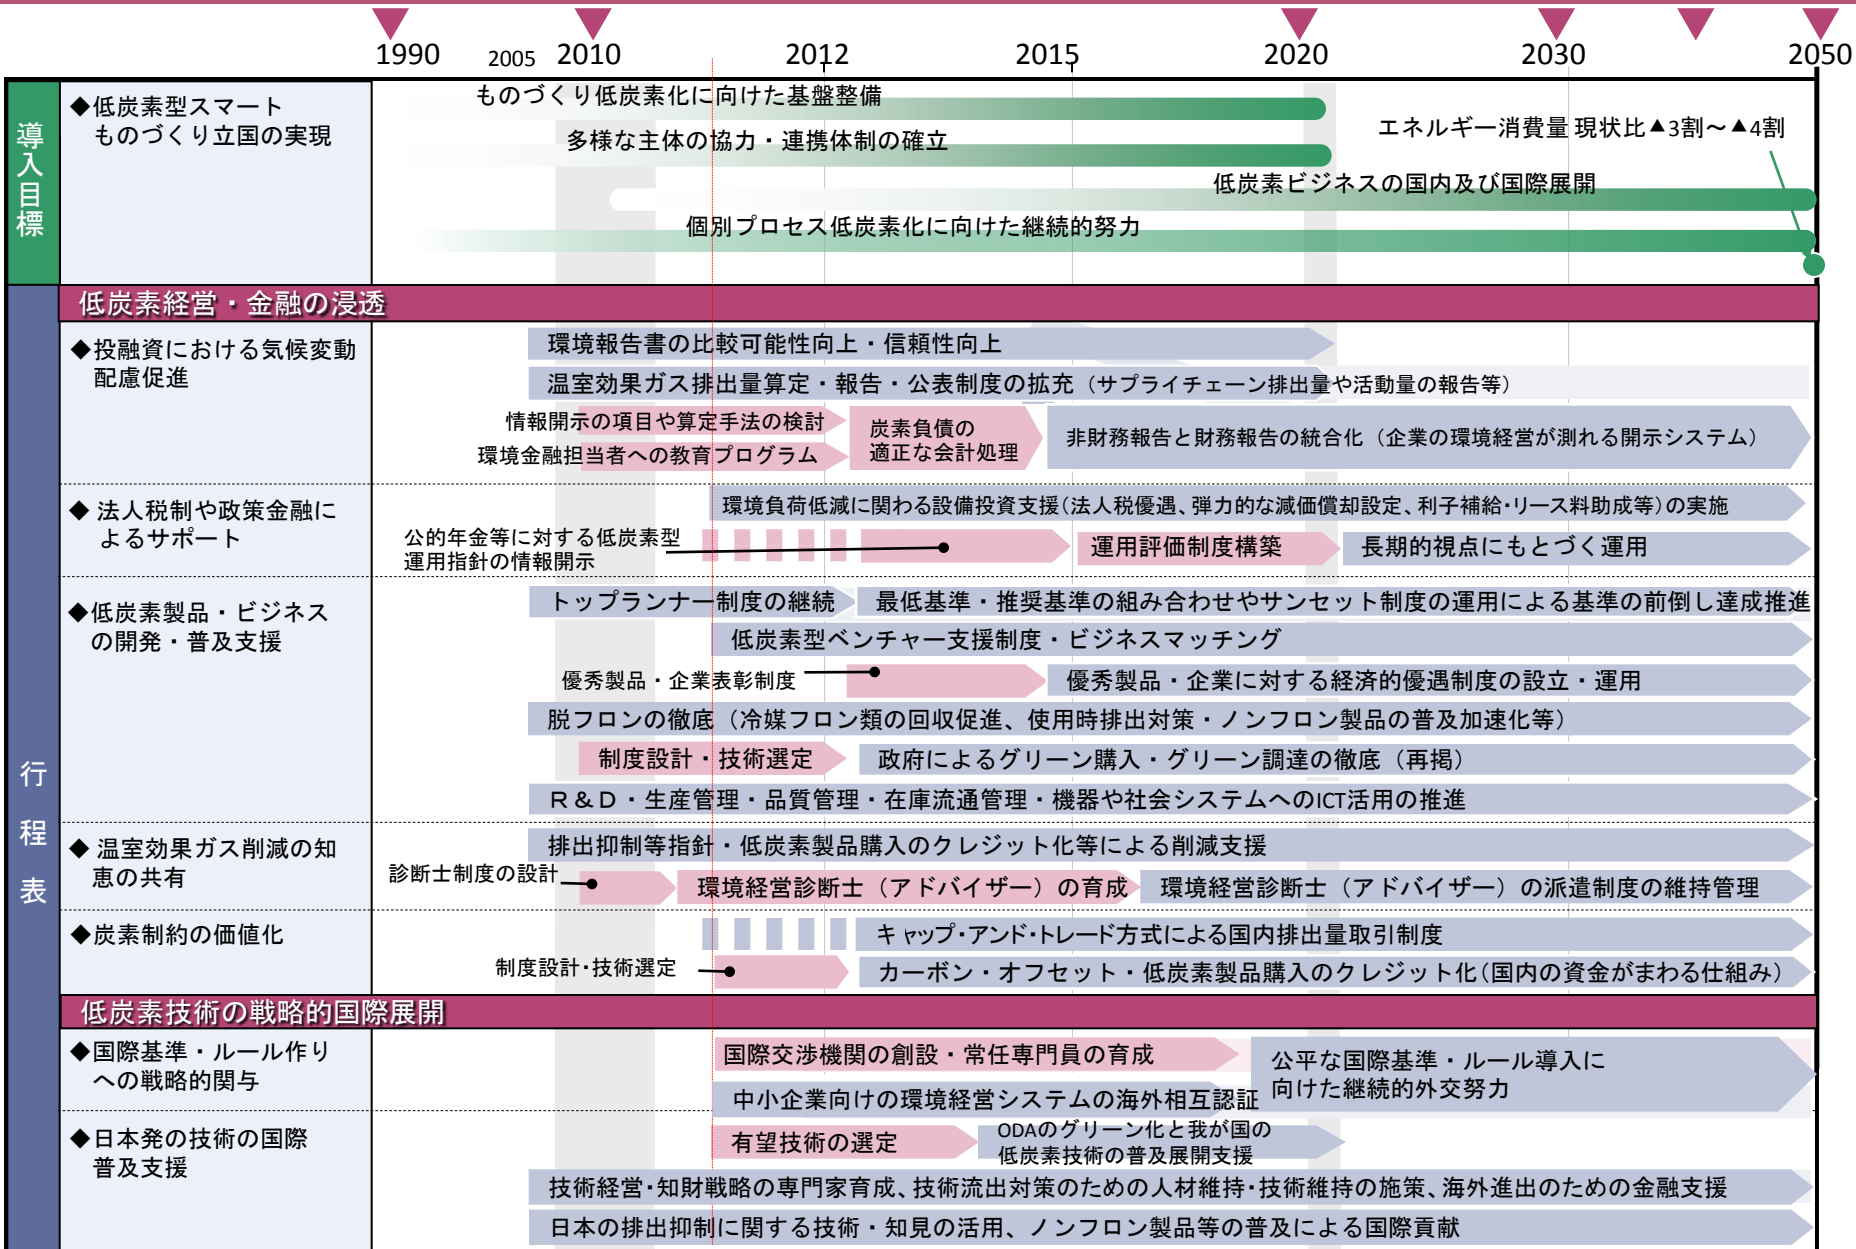 1990 2005 2010 2012 2015 2020 2030 2050
導入目標
◆低炭素型スマート
ものづくり立国の実現
ものづくり低炭素化に向けた基盤整備
多様な主体の協力・連携体制の確立
エネルギー消費量 現状比▲3割～▲4割
低炭素ビジネスの国内及び国際展開
個別プロセス低炭素化に向けた継続的努力
行程表
低炭素経営・金融の浸透
◆投融資における気候変動
配慮促進
環境報告書の比較可能性向上・信頼性向上
温室効果ガス排出量算定・報告・公表制度の拡充（サプライチェーン排出量や活動量の報告等）
情報開示の項目や算定手法の検討
環境金融担当者への教育プログラム
炭素負債の
適正な会計処理
非財務報告と財務報告の統合化（企業の環境経営が測れる開示システム）
◆ 法人税制や政策金融に
よるサポート
環境負荷低減に関わる設備投資支援（法人税優遇、弾力的な減価償却設定、利子補給・リース料助成等）の実施
公的年金等に対する低炭素型
運用指針の情報開示
運用評価制度構築
長期的視点にもとづく運用
◆低炭素製品・ビジネス
の開発・普及支援
トップランナー制度の継続
最低基準・推奨基準の組み合わせやサンセット制度の運用による基準の前倒し達成推進
低炭素型ベンチャー支援制度・ビジネスマッチング
優秀製品・企業表彰制度
優秀製品・企業に対する経済的優遇制度の設立・運用
脱フロンの徹底（冷媒フロン類の回収促進、使用時排出対策・ノンフロン製品の普及加速化等）
制度設計・技術選定
政府によるグリーン購入・グリーン調達の徹底（再掲）
Ｒ＆Ｄ・生産管理・品質管理・在庫流通管理・機器や社会システムへのICT活用の推進
◆ 温室効果ガス削減の知
恵の共有
排出抑制等指針・低炭素製品購入のクレジット化等による削減支援
診断士制度の設計
環境経営診断士（アドバイザー）の育成
環境経営診断士（アドバイザー）の派遣制度の維持管理
◆炭素制約の価値化
キャップ・アンド・トレード方式による国内排出量取引制度
制度設計・技術選定
カーボン・オフセット・低炭素製品購入のクレジット化（国内の資金がまわる仕組み）
低炭素技術の戦略的国際展開
◆国際基準・ルール作り
への戦略的関与
国際交渉機関の創設・常任専門員の育成
中小企業向けの環境経営システムの海外相互認証
公平な国際基準・ルール導入に
向けた継続的外交努力
◆日本発の技術の国際
普及支援
有望技術の選定
ODAのグリーン化と我が国の
低炭素技術の普及展開支援
技術経営・知財戦略の専門家育成、技術流出対策のための人材維持・技術維持の施策、海外進出のための金融支援
日本の排出抑制に関する技術・知見の活用、ノンフロン製品等の普及による国際貢献